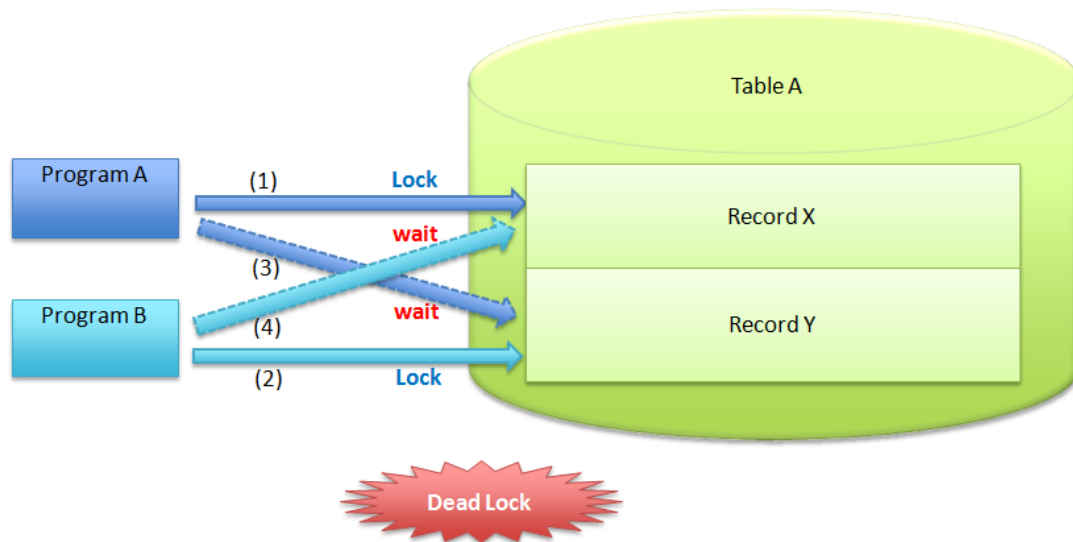 Table A
Program A
(1)
Lock
Record X
wait
(3)
Program B
wait
Record Y
(4)
(2)
Lock
Dead Lock